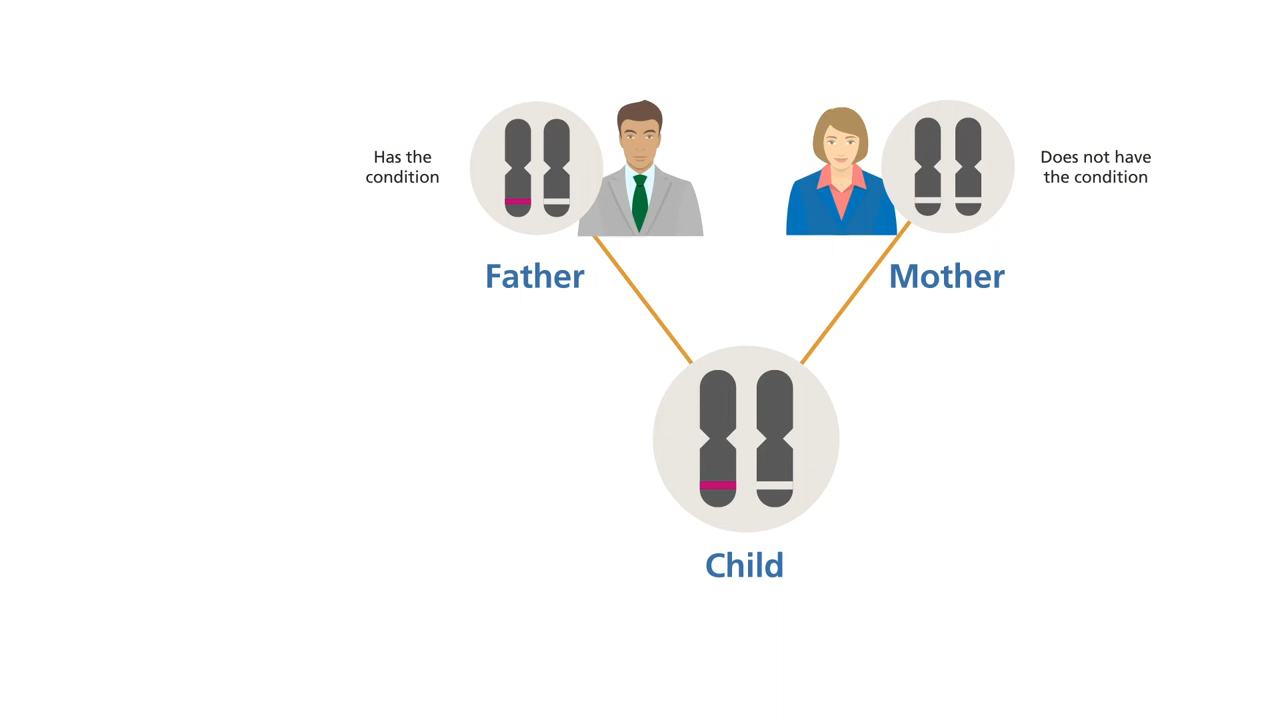 Has the
condition
Does not have
the condition
Father
Mother
Child